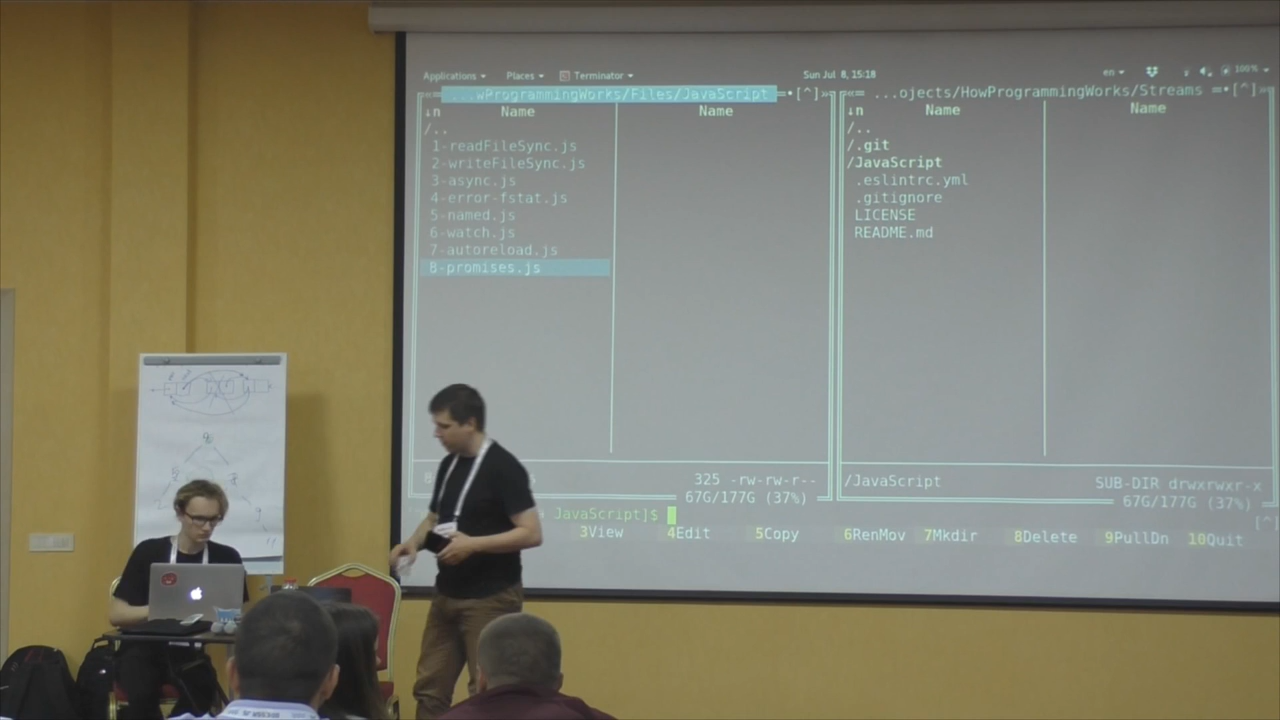 Applications Places Terminator Sun Jul 8, 15:18 en 100%
...wProgrammingWorks/Files/JavaScript =•[^]
↓n Name Name
/..
1-readFileSync.js
2-writeFileSync.js
3-async.js
4-error-fstat.js
5-named.js
6-watch.js
7-autoreload.js
8-promises.js
325 -rw-rw-r--
67G/177G (37%)
...ojects/HowProgrammingWorks/Streams =•[^]
↓n Name Name
/..
/.git
/JavaScript
.eslintrc.yml
.gitignore
LICENSE
README.md
/JavaScript SUB-DIR drwxrwxr-x
67G/177G (37%)
JavaScript]$ [^]
3View 4Edit 5Copy 6RenMov 7Mkdir 8Delete 9PullDn 10Quit